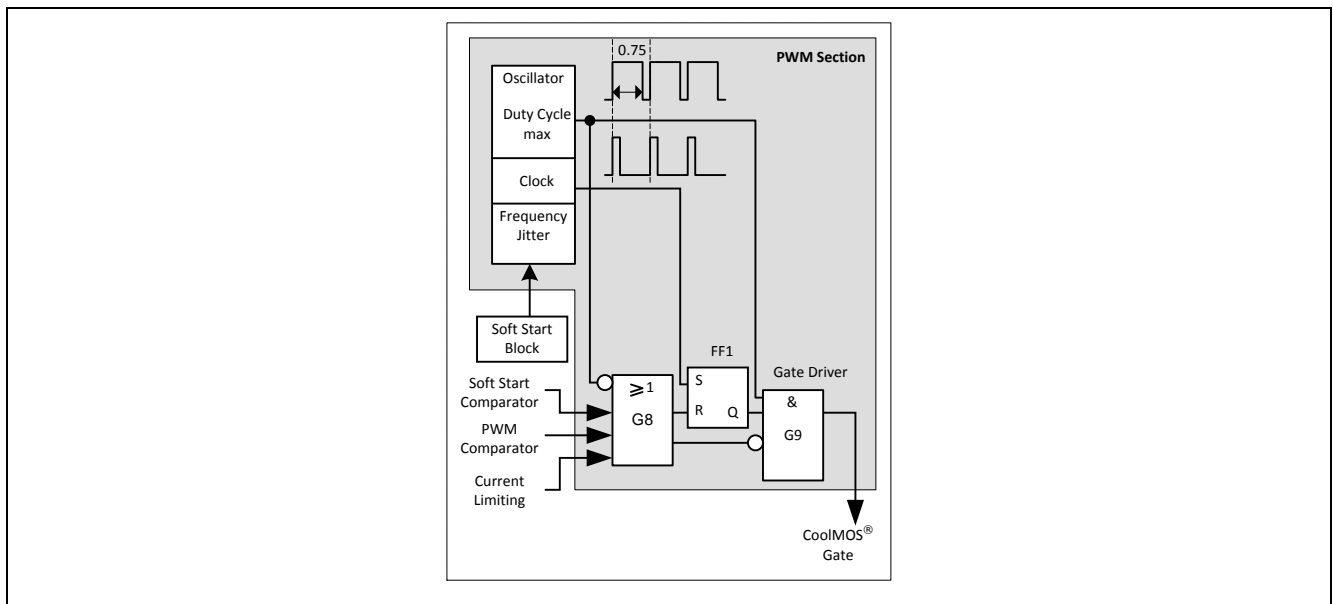 0.75
PWM Section
Oscillator
Duty Cycle
max
Clock
Frequency
Jitter
Soft Start
Block
FF1
Gate Driver
Soft Start
Comparator
PWM
Comparator
Current
Limiting
≥1
G8
S
R
Q
&
G9
CoolMOS®
Gate